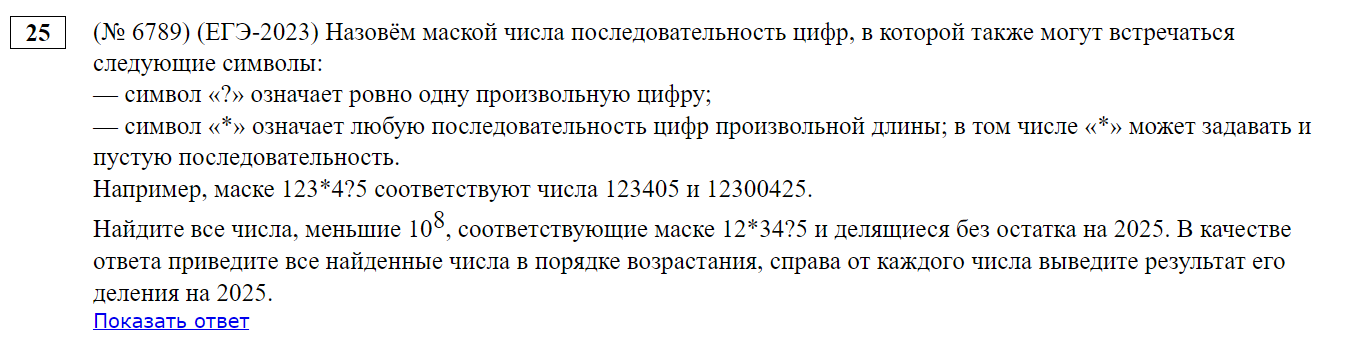 25 (№ 6789) (ЕГЭ-2023) Назовём маской числа последовательность цифр, в которой также могут встречаться
следующие символы:
— символ «?» означает ровно одну произвольную цифру;
— символ «*» означает любую последовательность цифр произвольной длины; в том числе «*» может задавать и
пустую последовательность.
Например, маске 123*4?5 соответствуют числа 123405 и 12300425.
Найдите все числа, меньшие 10⁸, соответствующие маске 12*34?5 и делящиеся без остатка на 2025. В качестве
ответа приведите все найденные числа в порядке возрастания, справа от каждого числа выведите результат его
деления на 2025.
Показать ответ